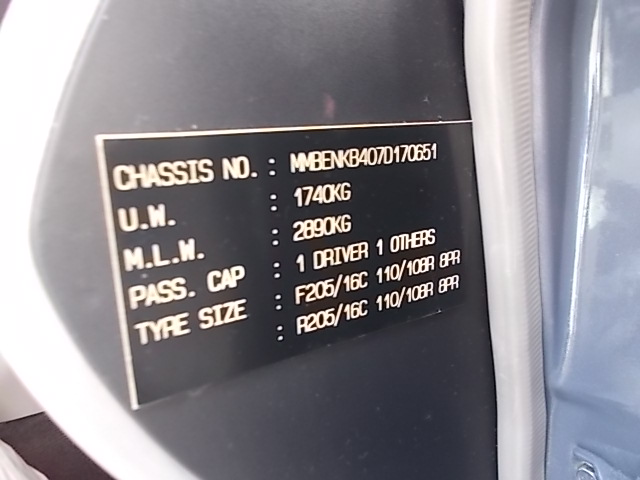 CHASSIS NO. : MMBENKB407D170651
U.W. : 1740KG
M.L.W. : 2890KG
PASS. CAP : 1 DRIVER 1 OTHERS
TYPE SIZE : F205/16C 110/108R 8PR
: R205/16C 110/108R 8PR